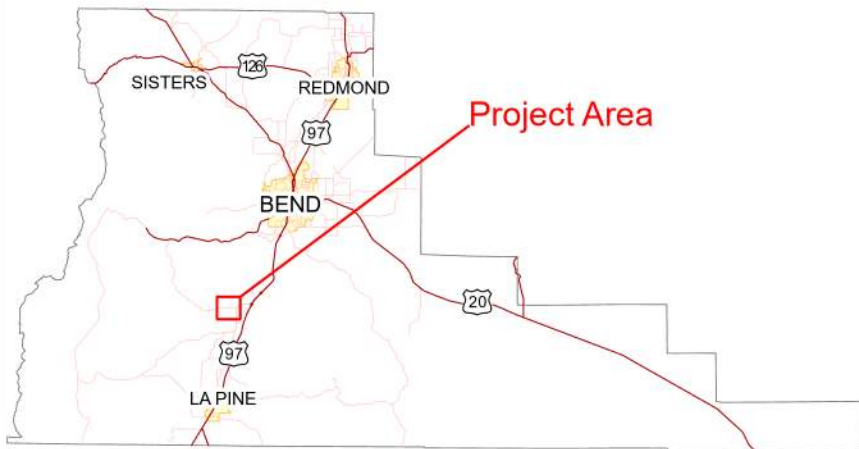 SISTERS
126
REDMOND
97
Project Area
BEND
20
97
LA PINE